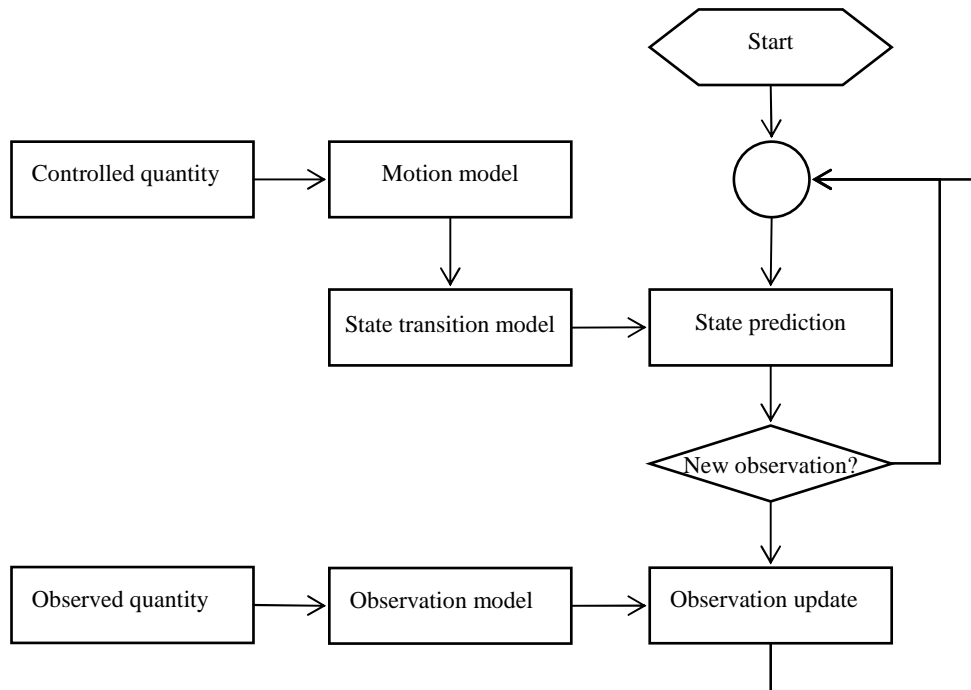 Start
Controlled quantity
Motion model
State transition model
State prediction
New observation?
Observed quantity
Observation model
Observation update